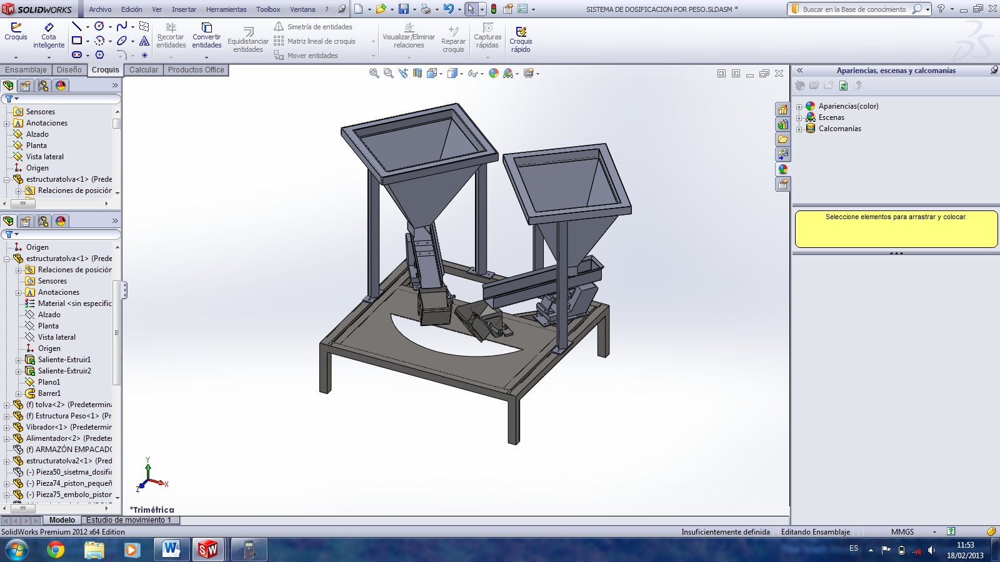 SOLIDWORKS
Archivo Edición Ver Insertar Herramientas Toolbox Ventana ?
SISTEMA DE DOSIFICACION POR PESO.SLDASM *
Buscar en la Base de conocimiento
Croquis
Cota inteligente
Recortar entidades
Convertir entidades
Equidistanciar entidades
Simetría de entidades
Matriz lineal de croquis
Mover entidades
Visualizar/Eliminar relaciones
Reparar croquis
Capturas rápidas
Croquis rápido
Ensamblaje Diseño Croquis Calcular Productos Office
Sensores
Anotaciones
Alzado
Planta
Vista lateral
Origen
estructuratolva<1> (Prede
Relaciones de posición
Origen
estructuratolva<1> (Prede
Relaciones de posición
Sensores
Anotaciones
Material <sin especific
Alzado
Planta
Vista lateral
Origen
Saliente-Extruir1
Saliente-Extruir2
Plano1
Barrer1
(f) tolva<2> (Predetermina
(f) Estructura Peso<1> (Pr
Vibrador<1> (Predetermin
Alimentador<2> (Predeter
(f) ARMAZÓN EMPACADO
estructuratolva2<1> (Pred
(-) Pieza50_sisetma_dosific
(-) Pieza74_piston_pequeñ
(-) Pieza75_embolo_piston
Y
X
Z
*Trimétrica
Modelo Estudio de movimiento 1
Apariencias, escenas y calcomanías
Apariencias(color)
Escenas
Calcomanías
Seleccione elementos para arrastrar y colocar.
SolidWorks Premium 2012 x64 Edition
Insuficientemente definida Editando Ensamblaje MMGS
ES
11:53
18/02/2013